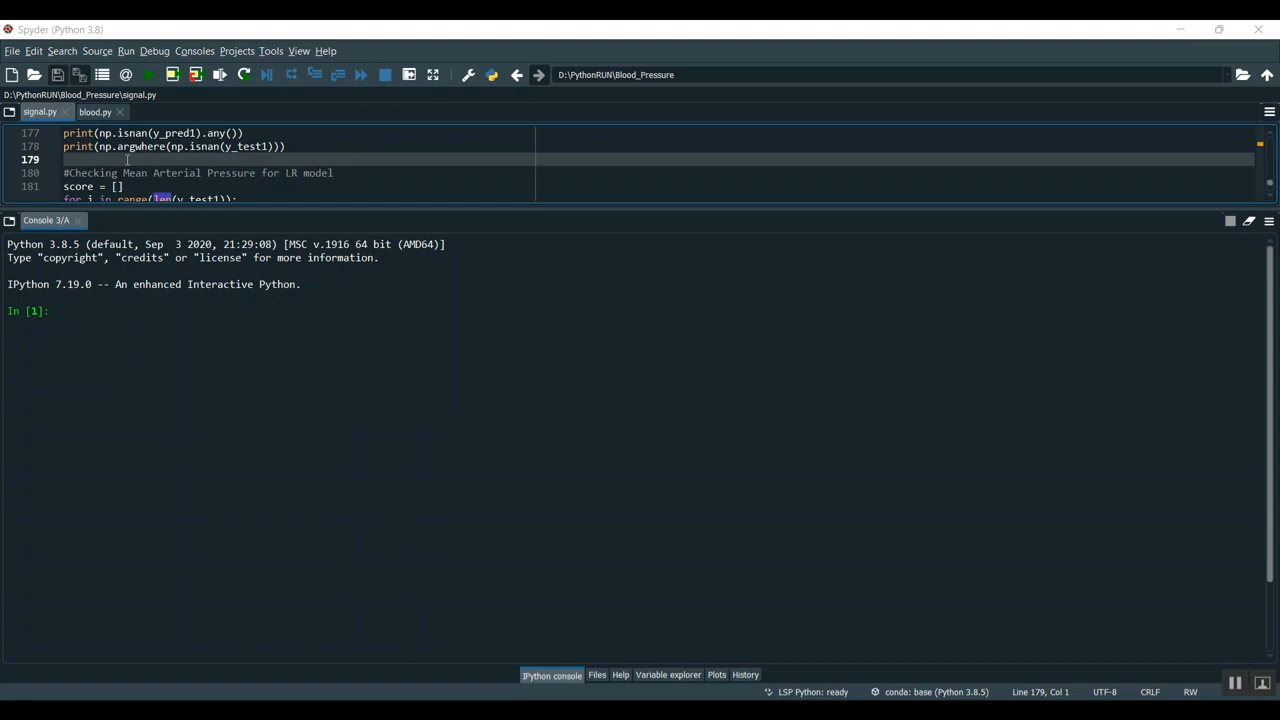 Spyder (Python 3.8)
File Edit Search Source Run Debug Consoles Projects Tools View Help
D:\PythonRUN\Blood_Pressure
D:\PythonRUN\Blood_Pressure\signal.py
signal.py blood.py
177 print(np.isnan(y_pred1).any())
178 print(np.argwhere(np.isnan(y_test1)))
179
180 #Checking Mean Arterial Pressure for LR model
181 score = []
for i in range(len(y_test1)):
Console 3/A
Python 3.8.5 (default, Sep  3 2020, 21:29:08) [MSC v.1916 64 bit (AMD64)]
Type "copyright", "credits" or "license" for more information.
IPython 7.19.0 -- An enhanced Interactive Python.
In [1]:
IPython console Files Help Variable explorer Plots History
LSP Python: ready conda: base (Python 3.8.5) Line 179, Col 1 UTF-8 CRLF RW